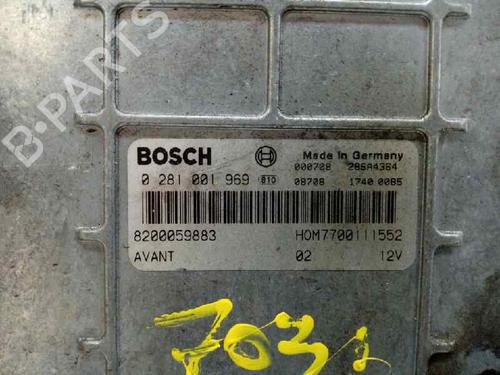 B-PARTS
BOSCH
Made in Germany
000708 28SA4364
0 281 001 969 810 08708 1740 0085
8200059883 HOM7700111552
AVANT 02 12V